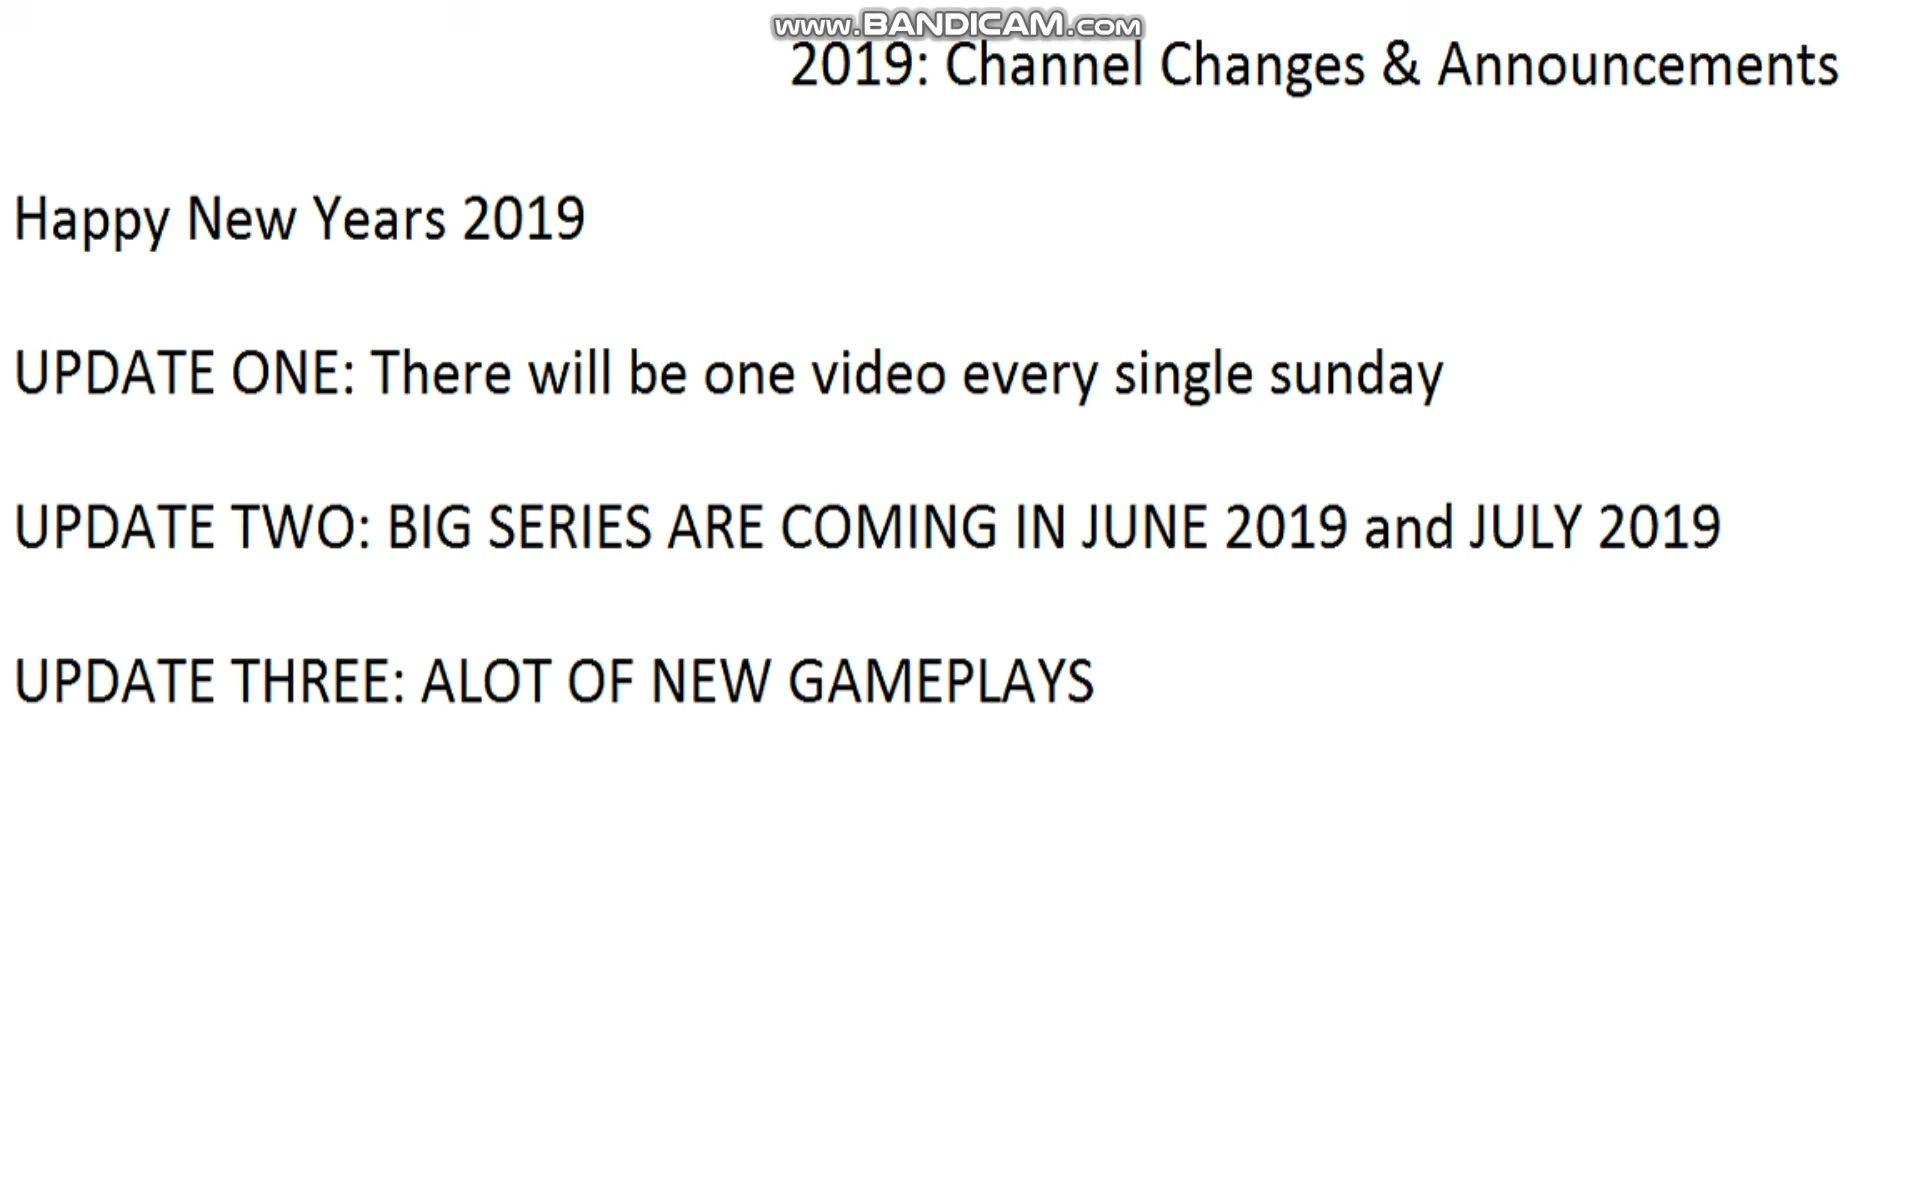 www.BANDICAM.com
2019: Channel Changes & Announcements
Happy New Years 2019
UPDATE ONE: There will be one video every single sunday
UPDATE TWO: BIG SERIES ARE COMING IN JUNE 2019 and JULY 2019
UPDATE THREE: ALOT OF NEW GAMEPLAYS